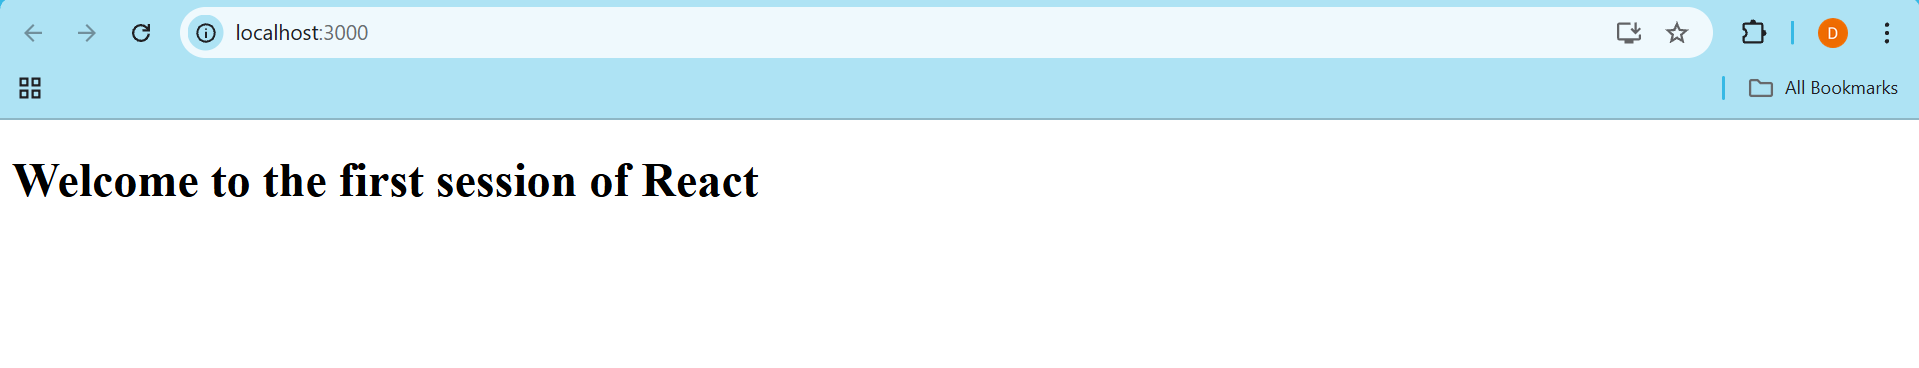 localhost:3000
D
All Bookmarks
Welcome to the first session of React